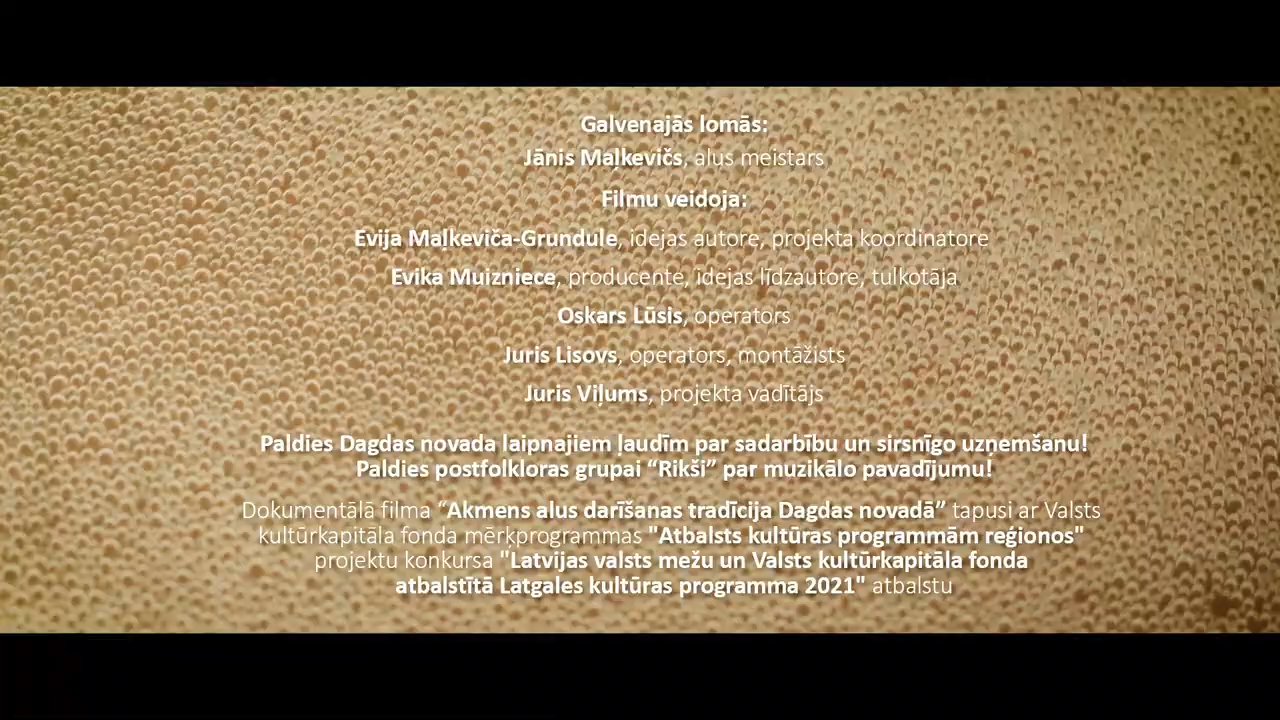 Galvenajās lomās:
Jānis Maļkevičs, alus meistars
Filmu veidoja:
Evija Maļkeviča-Grundule, idejas autore, projekta koordinatore
Evika Muizniece, producente, idejas līdzautore, tulkotāja
Oskars Lūsis, operators
Juris Lisovs, operators, montāžists
Juris Viļums, projekta vadītājs
Paldies Dagdas novada laipnajiem ļaudīm par sadarbību un sirsnīgo uzņemšanu!
Paldies postfolkloras grupai “Rikši” par muzikālo pavadījumu!
Dokumentālā filma “Akmens alus darīšanas tradīcija Dagdas novadā” tapusi ar Valsts
kultūrkapitāla fonda mērķprogrammas "Atbalsts kultūras programmām reģionos"
projektu konkursa "Latvijas valsts mežu un Valsts kultūrkapitāla fonda
atbalstītā Latgales kultūras programma 2021" atbalstu